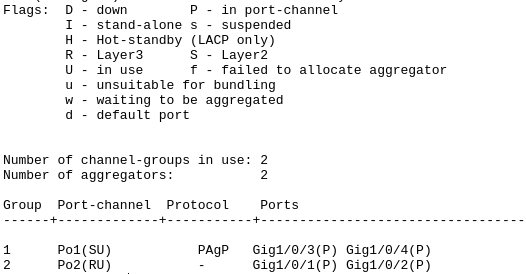 Flags:  D - down        P - in port-channel
        I - stand-alone s - suspended
        H - Hot-standby (LACP only)
        R - Layer3      S - Layer2
        U - in use      f - failed to allocate aggregator
        u - unsuitable for bundling
        w - waiting to be aggregated
        d - default port
Number of channel-groups in use: 2
Number of aggregators:           2
Group  Port-channel  Protocol    Ports
------+-------------+-----------+----------------------------------
1      Po1(SU)           PAgP   Gig1/0/3(P) Gig1/0/4(P)
2      Po2(RU)           -      Gig1/0/1(P) Gig1/0/2(P)